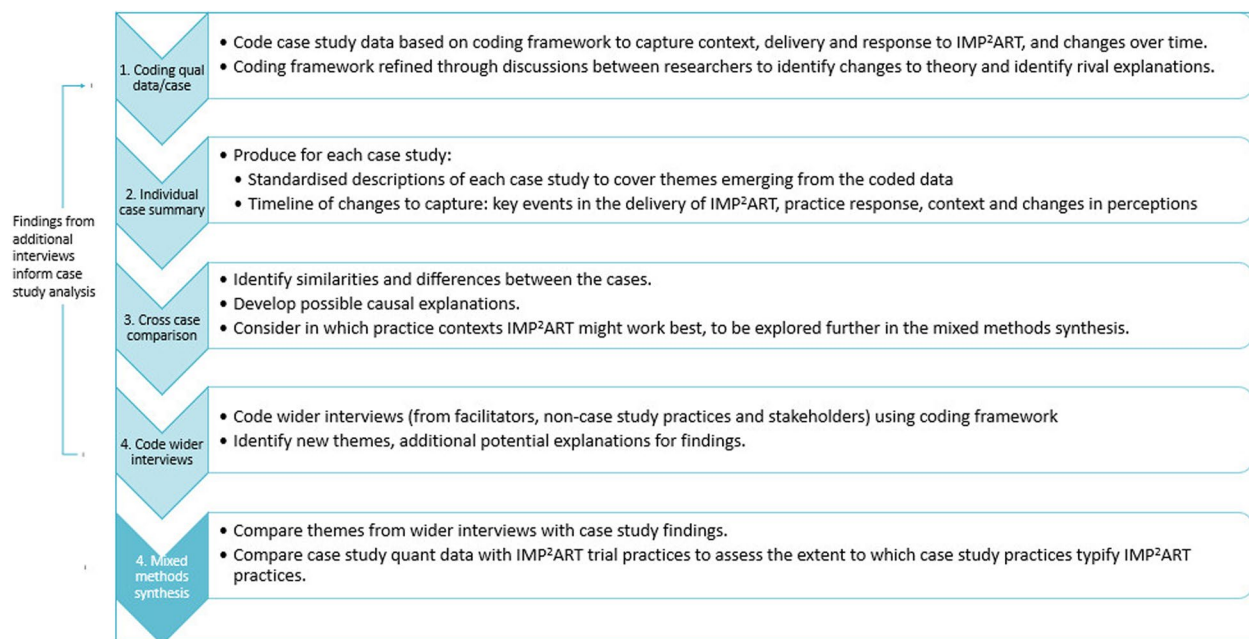 1. Coding qual
data/case
• Code case study data based on coding framework to capture context, delivery and response to IMP²ART, and changes over time.
• Coding framework refined through discussions between researchers to identify changes to theory and identify rival explanations.
2. Individual
case summary
• Produce for each case study:
• Standardised descriptions of each case study to cover themes emerging from the coded data
• Timeline of changes to capture: key events in the delivery of IMP²ART, practice response, context and changes in perceptions
Findings from
additional
interviews
inform case
study analysis
3. Cross case
comparison
• Identify similarities and differences between the cases.
• Develop possible causal explanations.
• Consider in which practice contexts IMP²ART might work best, to be explored further in the mixed methods synthesis.
4. Code wider
interviews
• Code wider interviews (from facilitators, non-case study practices and stakeholders) using coding framework
• Identify new themes, additional potential explanations for findings.
4. Mixed
methods
synthesis
• Compare themes from wider interviews with case study findings.
• Compare case study quant data with IMP²ART trial practices to assess the extent to which case study practices typify IMP²ART
practices.